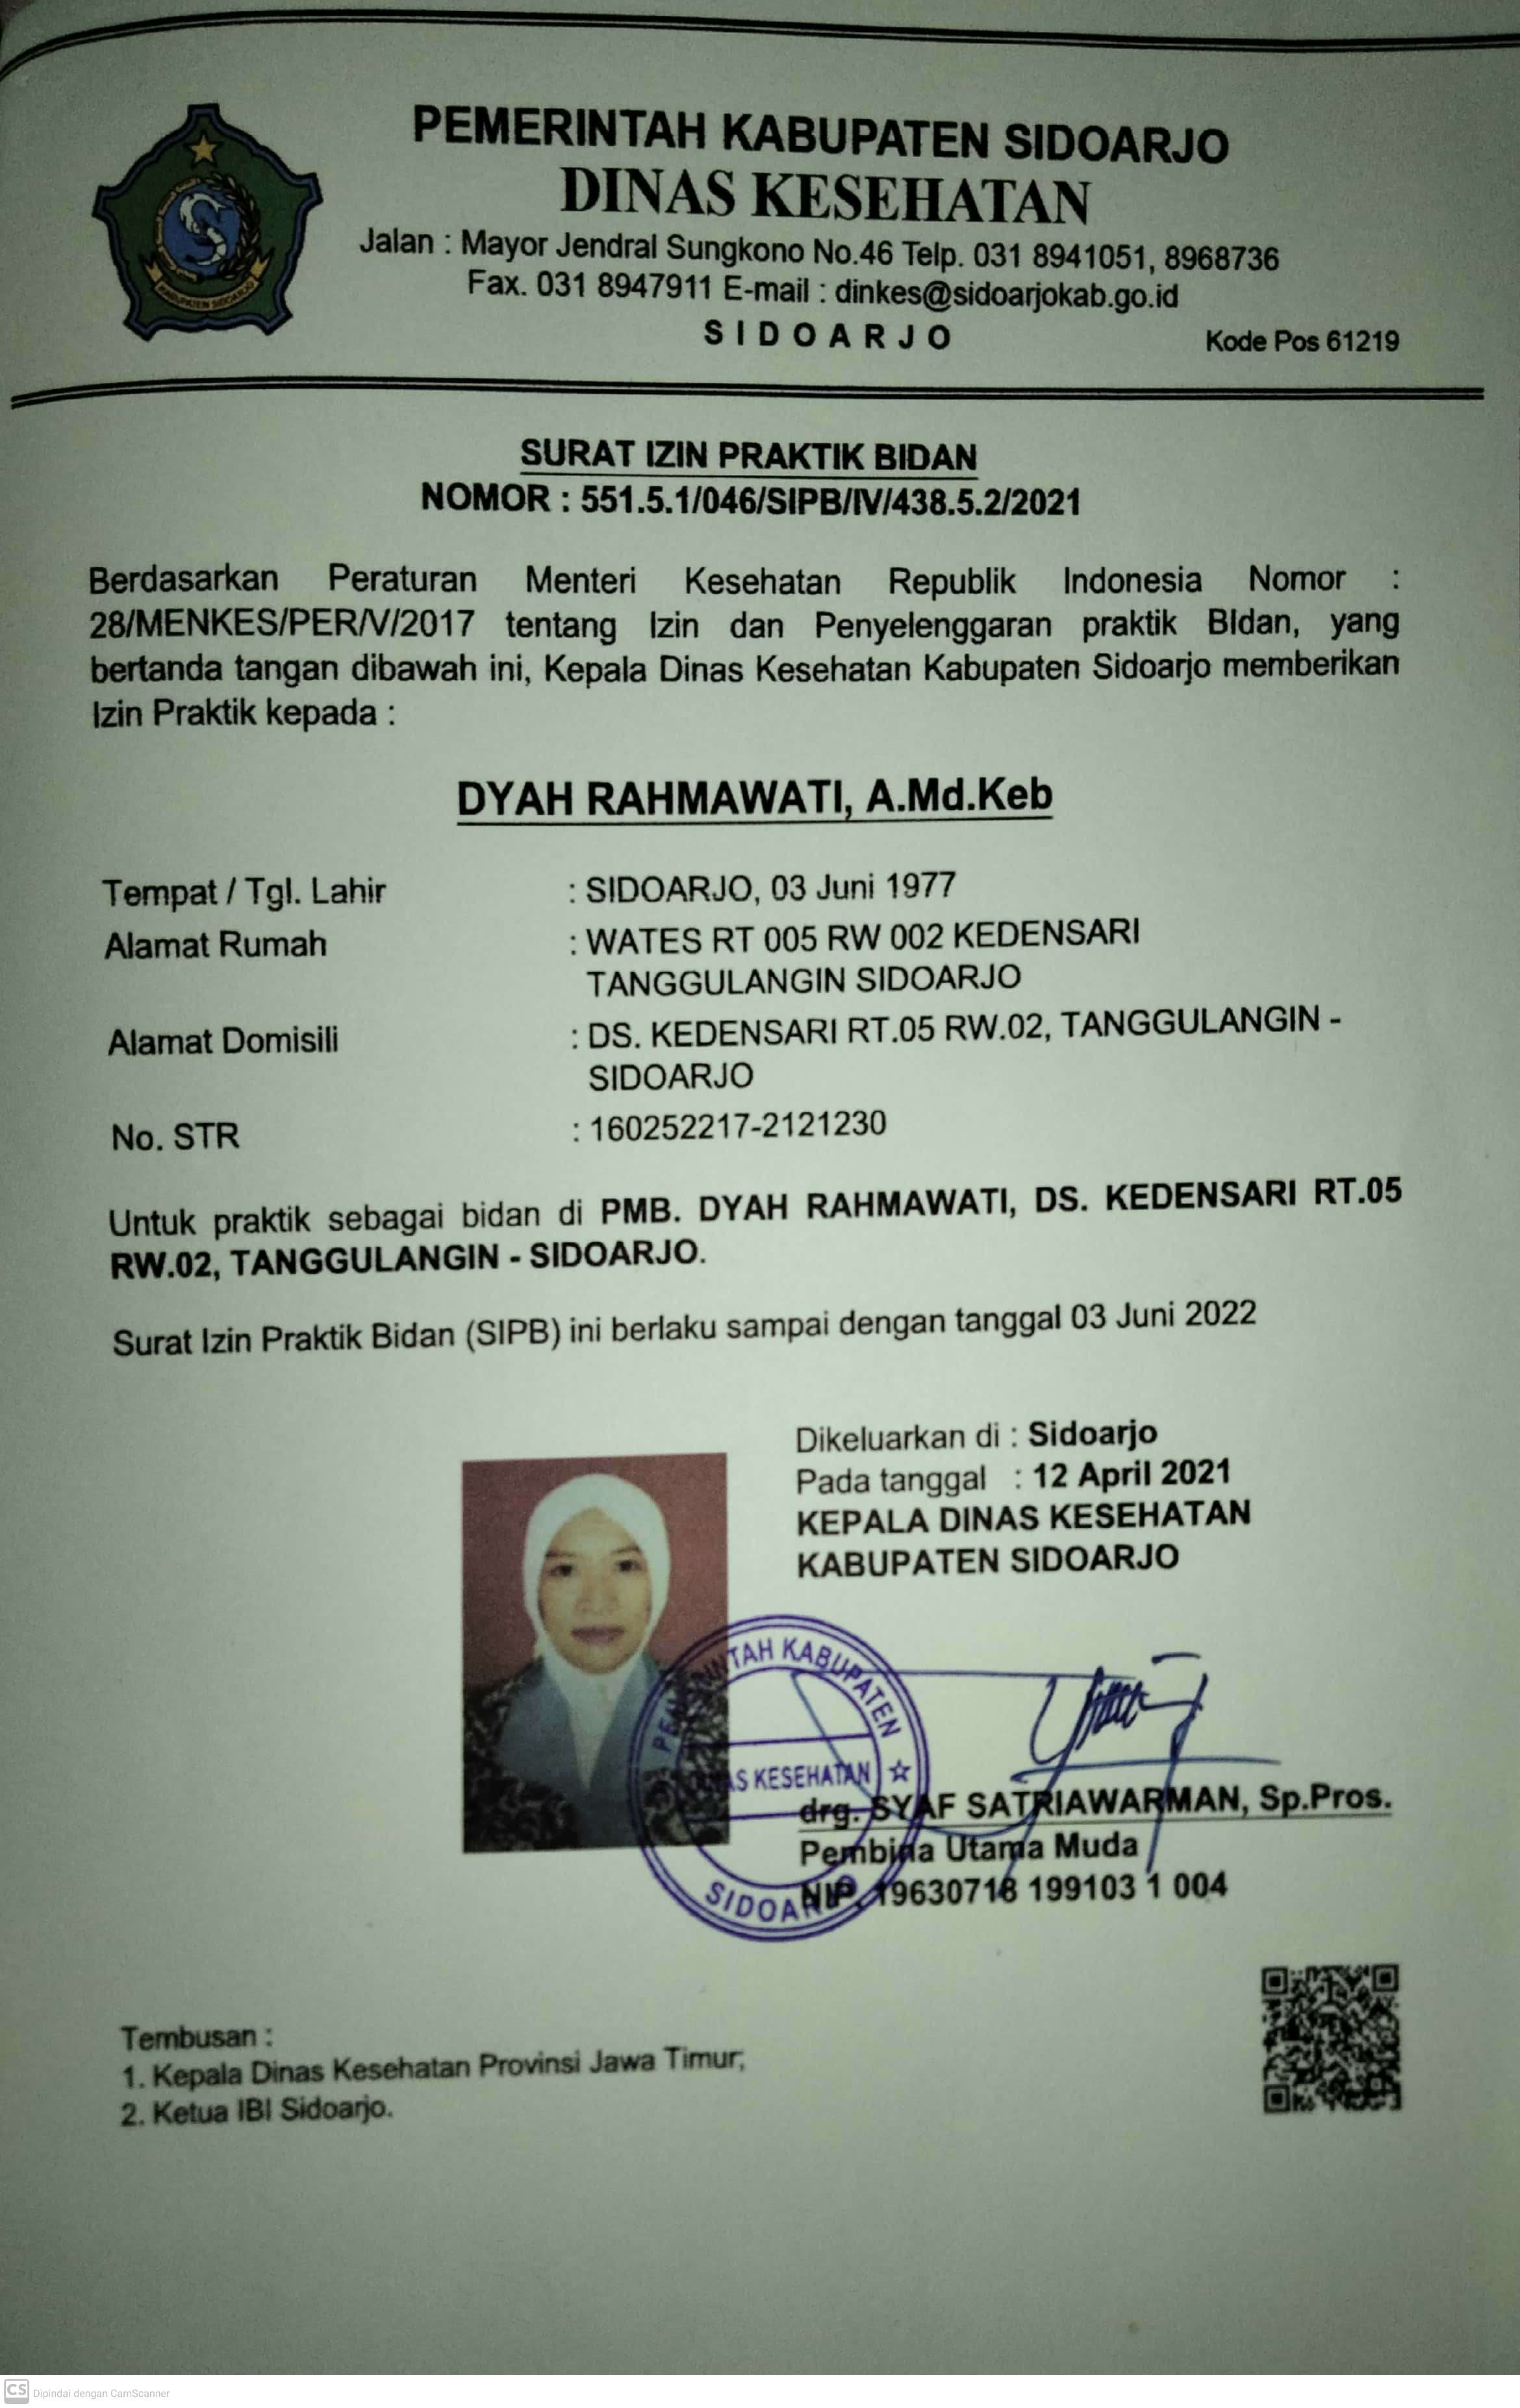 PEMERINTAH KABUPATEN SIDOARJO
DINAS KESEHATAN
Jalan : Mayor Jendral Sungkono No.46 Telp. 031 8941051, 8968736
Fax. 031 8947911 E-mail : dinkes@sidoarjokab.go.id
SIDOARJO
Kode Pos 61219
KABUPATEN SIDOARJO
SURAT IZIN PRAKTIK BIDAN
NOMOR : 551.5.1/046/SIPB/IV/438.5.2/2021
Berdasarkan Peraturan Menteri Kesehatan Republik Indonesia Nomor :
28/MENKES/PER/V/2017 tentang Izin dan Penyelenggaran praktik BIdan, yang
bertanda tangan dibawah ini, Kepala Dinas Kesehatan Kabupaten Sidoarjo memberikan
Izin Praktik kepada :
DYAH RAHMAWATI, A.Md.Keb
Tempat / Tgl. Lahir : SIDOARJO, 03 Juni 1977
Alamat Rumah : WATES RT 005 RW 002 KEDENSARI
TANGGULANGIN SIDOARJO
Alamat Domisili : DS. KEDENSARI RT.05 RW.02, TANGGULANGIN -
SIDOARJO
No. STR : 160252217-2121230
Untuk praktik sebagai bidan di PMB. DYAH RAHMAWATI, DS. KEDENSARI RT.05
RW.02, TANGGULANGIN - SIDOARJO.
Surat Izin Praktik Bidan (SIPB) ini berlaku sampai dengan tanggal 03 Juni 2022
Dikeluarkan di : Sidoarjo
Pada tanggal : 12 April 2021
KEPALA DINAS KESEHATAN
KABUPATEN SIDOARJO
PEMERINTAH KABUPATEN
AS KESEHATAN
SIDOARJO
drg. SYAF SATRIAWARMAN, Sp.Pros.
Pembina Utama Muda
NIP. 19630718 199103 1 004
Tembusan :
1. Kepala Dinas Kesehatan Provinsi Jawa Timur;
2. Ketua IBI Sidoarjo.
CS Dipindai dengan CamScanner